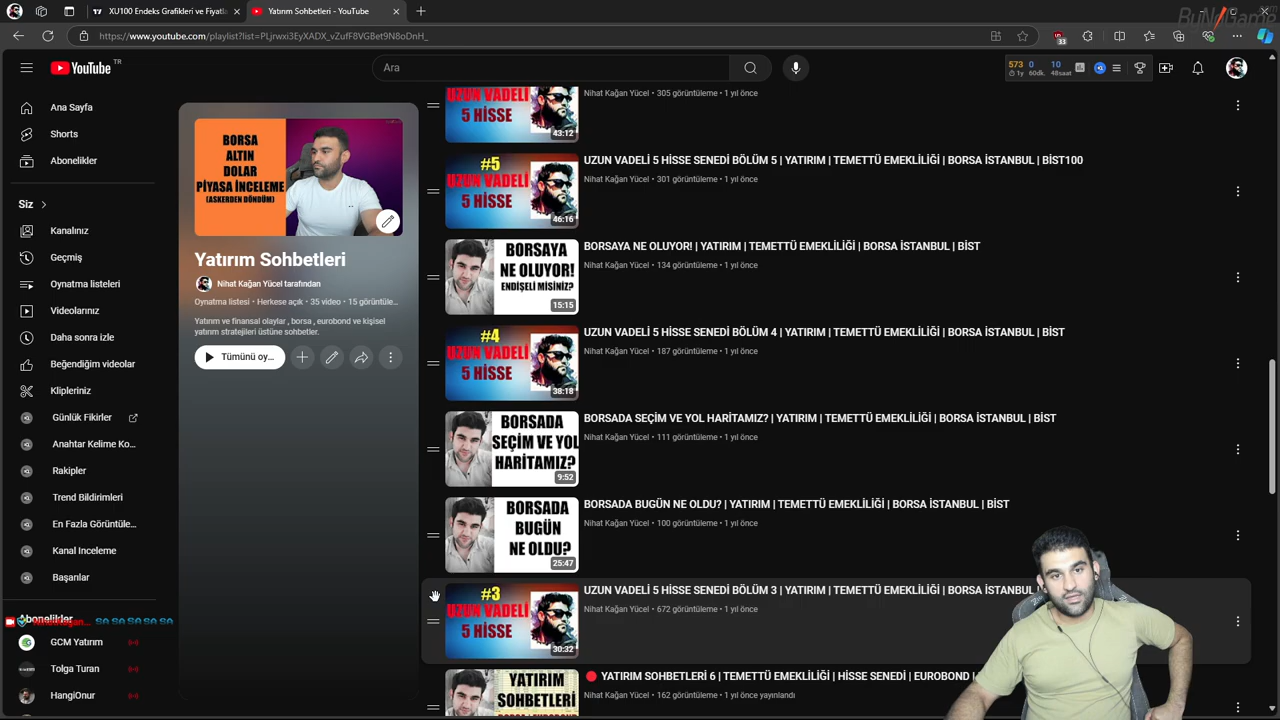 XU100 Endeks Grafikleri ve Fiyatla
Yatırım Sohbetleri - YouTube
https://www.youtube.com/playlist?list=PLjrwxi3EyXADX_vZufF8VGBet9N8oDnH_
YouTube TR
Ara
573 0 10
1y 60dk. 48saat
33
Ana Sayfa
Shorts
Abonelikler
Siz
Kanalınız
Geçmiş
Oynatma listeleri
Videolarınız
Daha sonra izle
Beğendiğim videolar
Klipleriniz
Günlük Fikirler
Anahtar Kelime Ko...
Rakipler
Trend Bildirimleri
En Fazla Görüntüle...
Kanal Inceleme
Başarılar
Abonelikler
GCM Yatırım
Tolga Turan
HangiOnur
BORSA
ALTIN
DOLAR
PİYASA İNCELEME
(ASKERDEN DÖNDÜM)
Yatırım Sohbetleri
Nihat Kağan Yücel tarafından
Oynatma listesi • Herkese açık • 35 video • 15 görüntüle...
Yatırım ve finansal olaylar , borsa , eurobond ve kişisel
yatırım stratejileri üstüne sohbetler.
Tümünü oy...
UZUN VADELİ
5 HİSSE
43:12
Nihat Kağan Yücel • 305 görüntüleme • 1 yıl önce
#5
UZUN VADELİ
5 HİSSE
46:16
UZUN VADELİ 5 HİSSE SENEDİ BÖLÜM 5 | YATIRIM | TEMETTÜ EMEKLİLİĞİ | BORSA İSTANBUL | BİST100
Nihat Kağan Yücel • 301 görüntüleme • 1 yıl önce
BORSAYA
NE OLUYOR!
ENDİŞELİ MİSİNİZ?
15:15
BORSAYA NE OLUYOR! | YATIRIM | TEMETTÜ EMEKLİLİĞİ | BORSA İSTANBUL | BİST
Nihat Kağan Yücel • 134 görüntüleme • 1 yıl önce
#4
UZUN VADELİ
5 HİSSE
38:18
UZUN VADELİ 5 HİSSE SENEDİ BÖLÜM 4 | YATIRIM | TEMETTÜ EMEKLİLİĞİ | BORSA İSTANBUL | BİST
Nihat Kağan Yücel • 187 görüntüleme • 1 yıl önce
BORSADA
SEÇİM VE YOL
HARİTAMIZ?
9:52
BORSADA SEÇİM VE YOL HARİTAMIZ? | YATIRIM | TEMETTÜ EMEKLİLİĞİ | BORSA İSTANBUL | BİST
Nihat Kağan Yücel • 111 görüntüleme • 1 yıl önce
BORSADA
BUGÜN
NE OLDU?
25:47
BORSADA BUGÜN NE OLDU? | YATIRIM | TEMETTÜ EMEKLİLİĞİ | BORSA İSTANBUL | BİST
Nihat Kağan Yücel • 100 görüntüleme • 1 yıl önce
#3
UZUN VADELİ
5 HİSSE
30:32
UZUN VADELİ 5 HİSSE SENEDİ BÖLÜM 3 | YATIRIM | TEMETTÜ EMEKLİLİĞİ | BORSA İSTANBUL |
Nihat Kağan Yücel • 672 görüntüleme • 1 yıl önce
YATIRIM
SOHBETLERİ
YATIRIM SOHBETLERİ 6 | TEMETTÜ EMEKLİLİĞİ | HİSSE SENEDİ | EUROBOND |
Nihat Kağan Yücel • 162 görüntüleme • 1 yıl önce yayınlandı